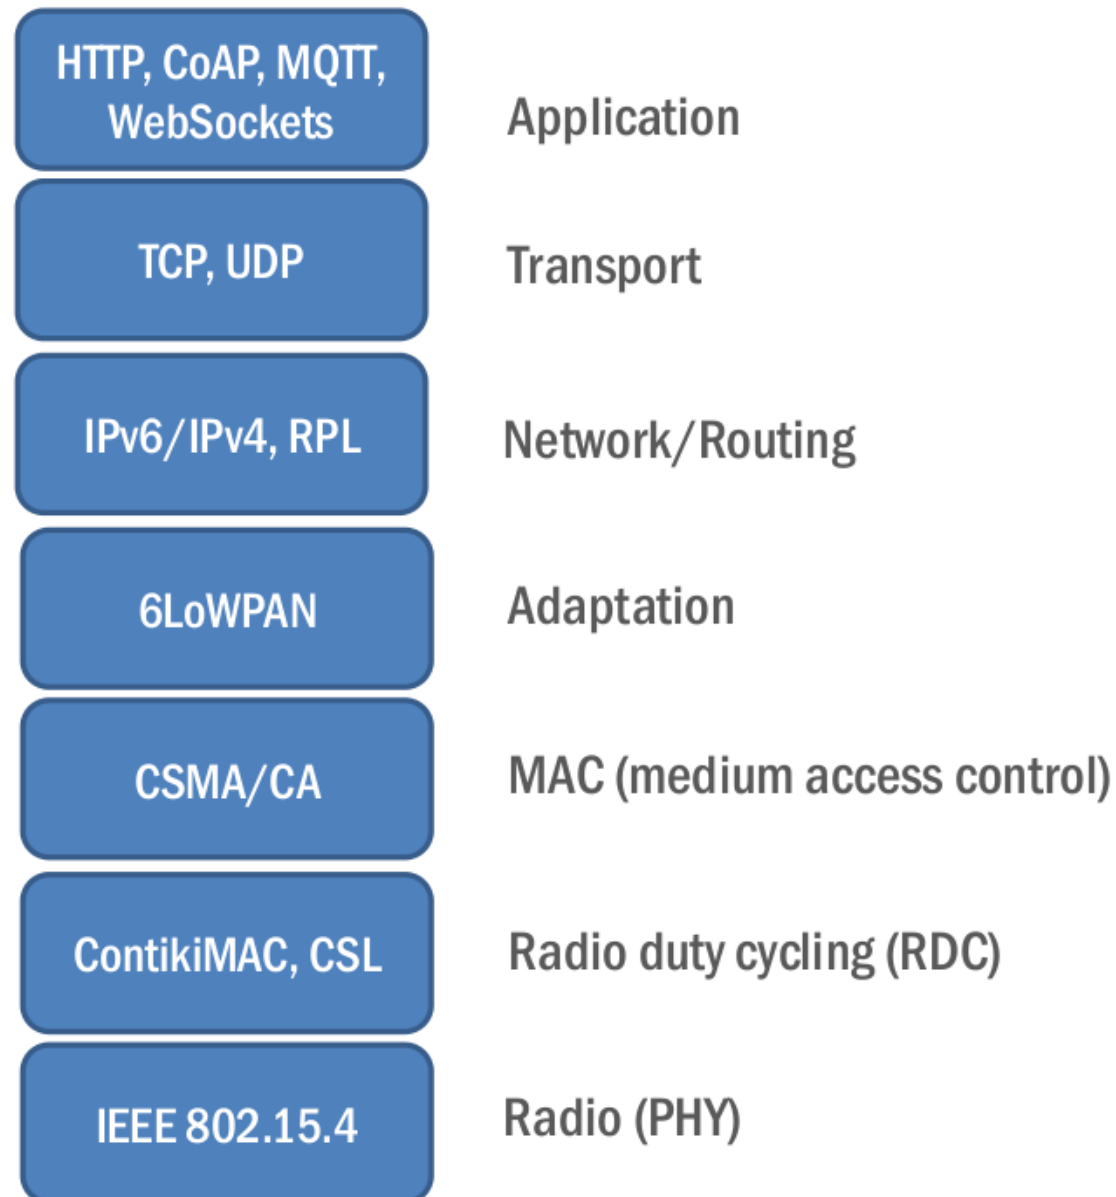 HTTP, CoAP, MQTT,
WebSockets
Application
TCP, UDP
Transport
IPv6/IPv4, RPL
Network/Routing
6LoWPAN
Adaptation
CSMA/CA
MAC (medium access control)
ContikiMAC, CSL
Radio duty cycling (RDC)
IEEE 802.15.4
Radio (PHY)